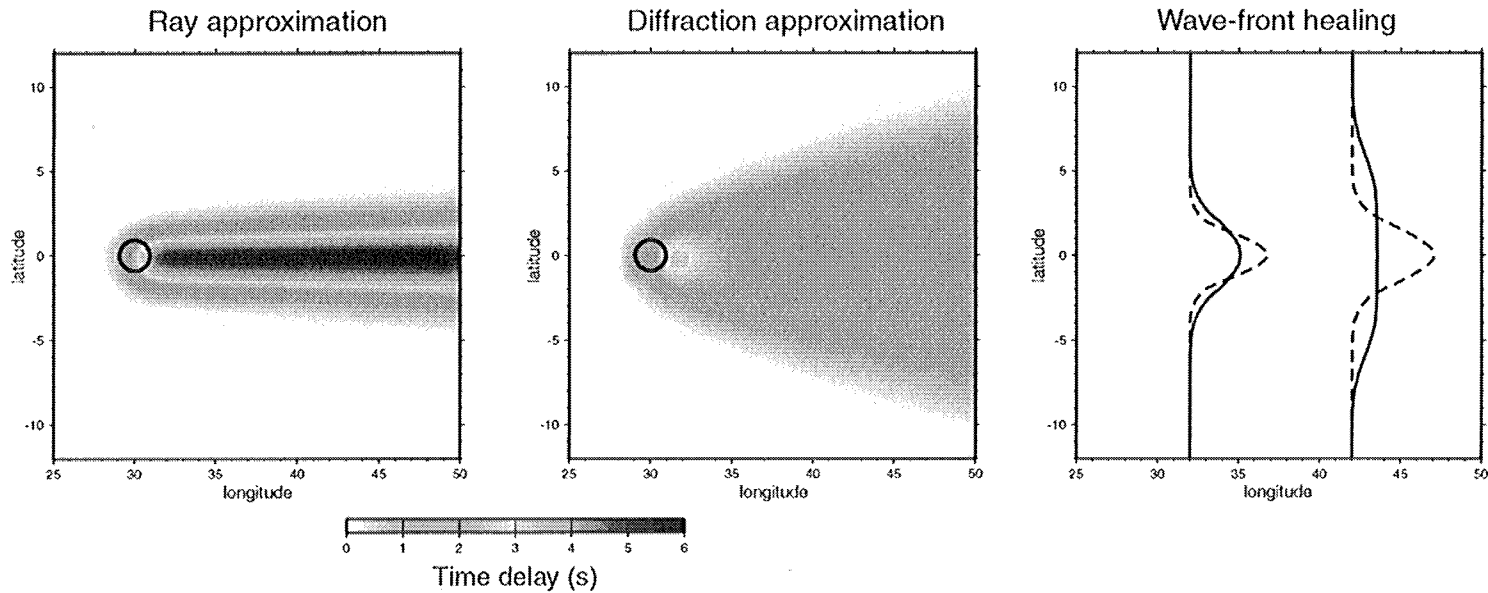 Ray approximation
Diffraction approximation
Wave-front healing
latitude
10
5
0
-5
-10
25 30 35 40 45 50
longitude
latitude
10
5
0
-5
-10
25 30 35 40 45 50
longitude
latitude
10
5
0
-5
-10
25 30 35 40 45 50
longitude
0 1 2 3 4 5 6
Time delay (s)